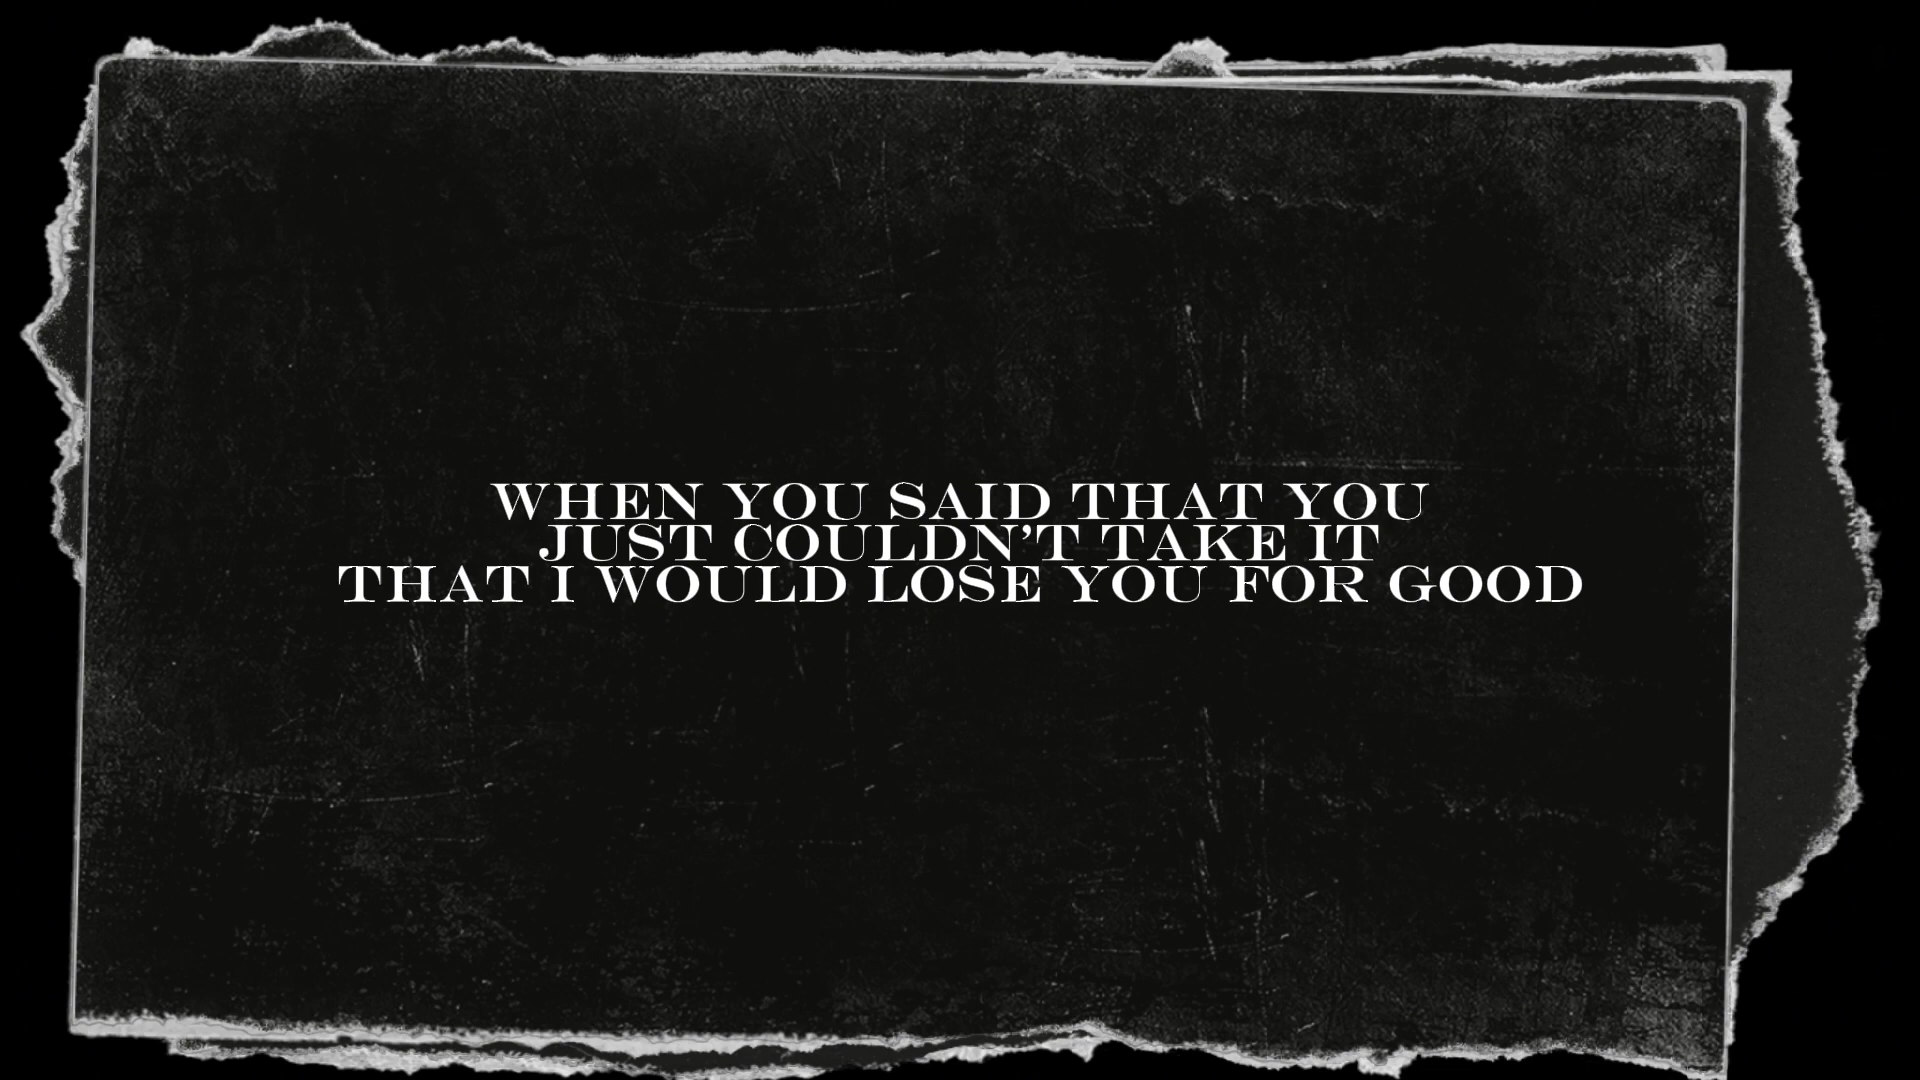 WHEN YOU SAID THAT YOU
JUST COULDN'T TAKE IT
THAT I WOULD LOSE YOU FOR GOOD